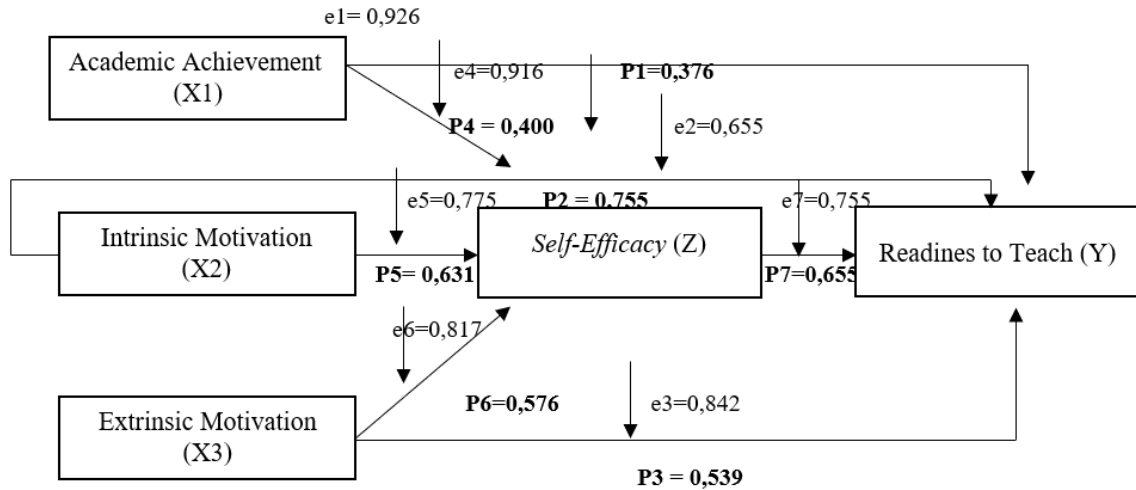 e1= 0,926
Academic Achievement
(X1)
e4=0,916
P1=0,376
P4 = 0,400
e2=0,655
e5=0,775
P2 = 0,755
e7=0,755
Intrinsic Motivation
(X2)
Self-Efficacy (Z)
Readines to Teach (Y)
P5= 0,631
P7=0,655
e6=0,817
P6=0,576
e3=0,842
Extrinsic Motivation
(X3)
P3 = 0,539